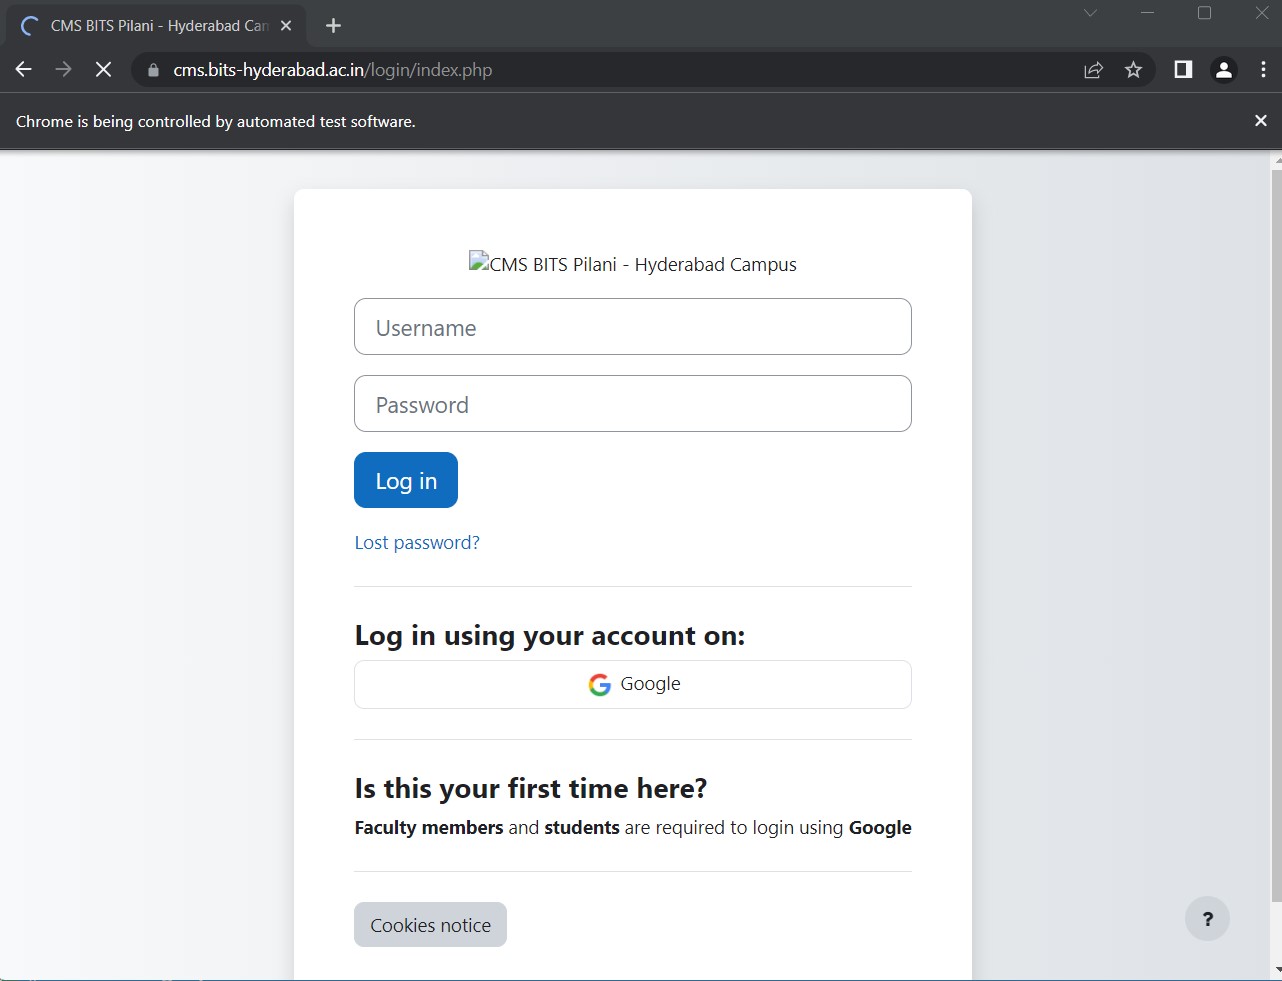 CMS BITS Pilani - Hyderabad Cam
cms.bits-hyderabad.ac.in/login/index.php
Chrome is being controlled by automated test software.
CMS BITS Pilani - Hyderabad Campus
Username
Password
Log in
Lost password?
Log in using your account on:
Google
Is this your first time here?
Faculty members and students are required to login using Google
Cookies notice
?